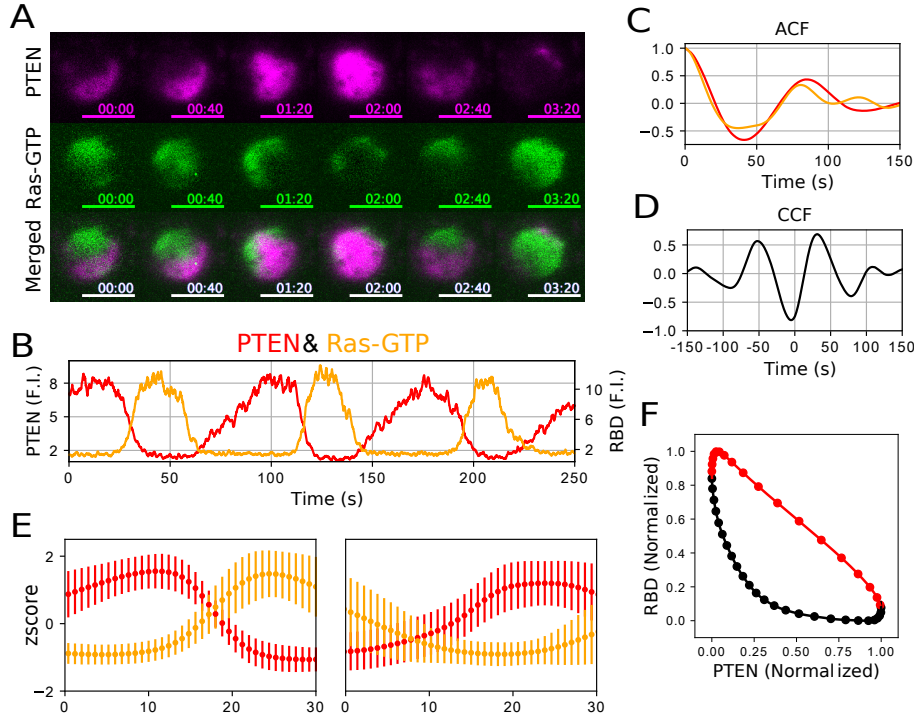 A
PTEN
00:00 00:40 01:20 02:00 02:40 03:20
Ras-GTP
00:00 00:40 01:20 02:00 02:40 03:20
Merged
00:00 00:40 01:20 02:00 02:40 03:20
B
PTEN & Ras-GTP
PTEN (F.I.)
8
5
2
RBD (F.I.)
10
6
2
0 50 100 150 200 250
Time (s)
C
ACF
1.0
0.5
0.0
−0.5
0 50 100 150
Time (s)
D
CCF
0.5
0.0
−0.5
−1.0
-150 -100 -50 0 50 100 150
Time (s)
E
zscore
2
0
−2
0 10 20 30
0 10 20 30
F
RBD (Normalized)
1.0
0.8
0.6
0.4
0.2
0.0
0.00 0.25 0.50 0.75 1.00
PTEN (Normalized)